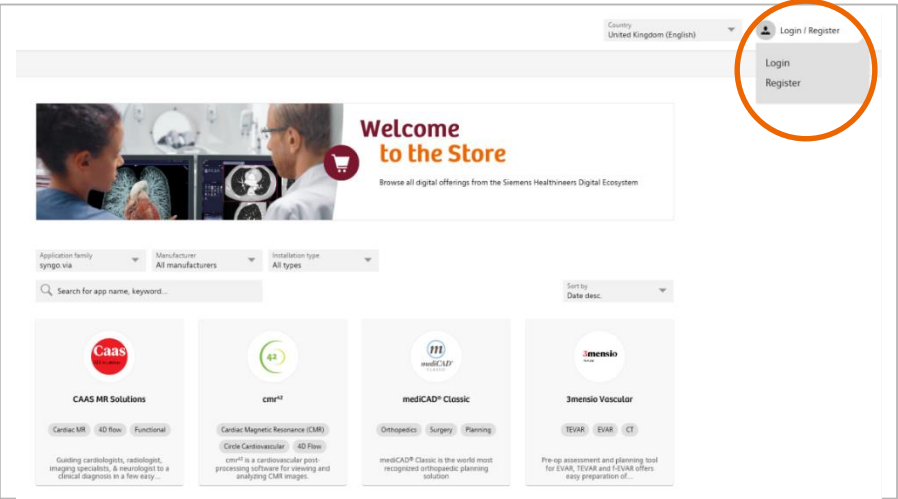 Country
United Kingdom (English)
Login / Register
Login
Register
Welcome
to the Store
Browse all digital offerings from the Siemens Healthineers Digital Ecosystem
Application family
syngo.via
Manufacturer
All manufacturers
Installation type
All types
Search for app name, keyword...
Sort by
Date desc.
Caas
CAAS MR Solutions
Cardiac MR 4D flow Functional
Guiding cardiologists, radiologist,
imaging specialists, & neurologist to a
clinical diagnosis in a few easy...
42
cmr⁴²
Cardiac Magnetic Resonance (CMR)
Circle Cardiovascular 4D Flow
cmr⁴² is a cardiovascular post-
processing software for viewing and
analyzing CMR images.
m
mediCAD
CLASSIC
mediCAD® Classic
Orthopedics Surgery Planning
mediCAD® Classic is the world most
recognized orthopaedic planning
solution
3mensio
3mensio Vascular
TEVAR EVAR CT
Pre-op assessment and planning tool
for EVAR, TEVAR and f-EVAR offers
easy preparation of...